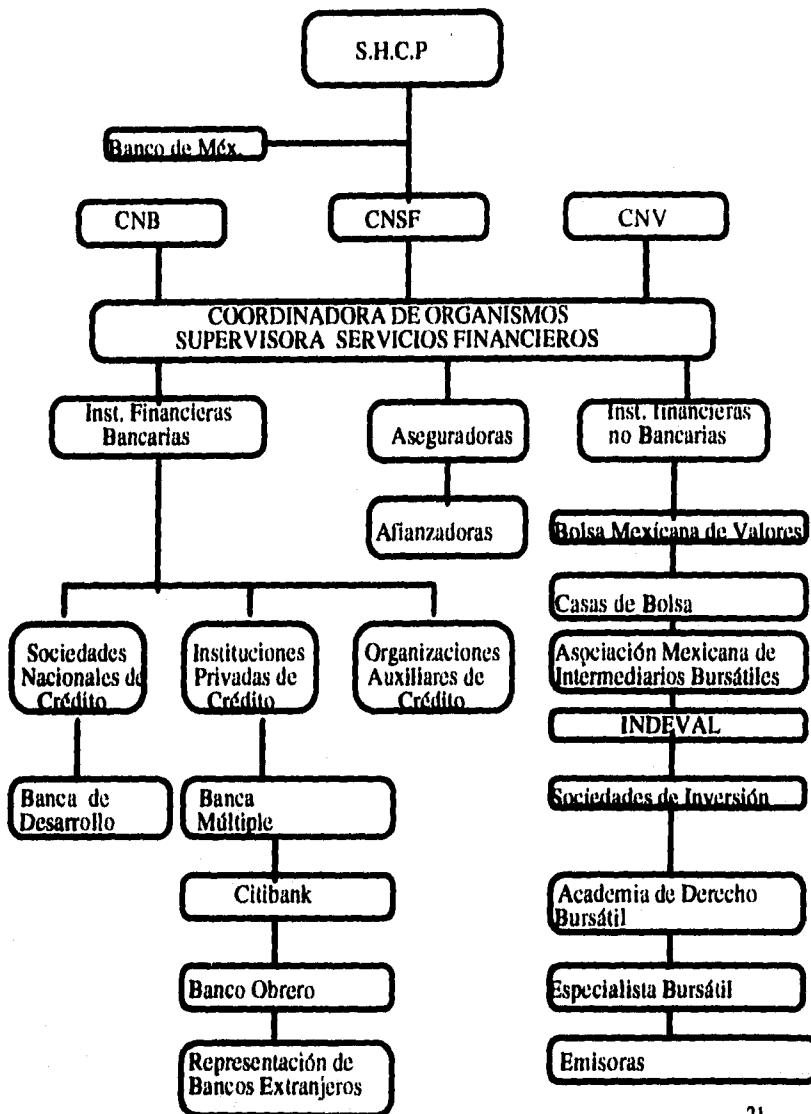 S.H.C.P
Banco de Méx.
CNB
CNSF
CNV
COORDINADORA DE ORGANISMOS
SUPERVISORA SERVICIOS FINANCIEROS
Inst. Financieras
Bancarias
Aseguradoras
Inst. financieras
no Bancarias
Afianzadoras
Bolsa Mexicana de Valores
Casas de Bolsa
Sociedades
Nacionales de
Crédito
Instituciones
Privadas de
Crédito
Organizaciones
Auxiliares de
Crédito
Asociación Mexicana de
Intermediarios Bursátiles
INDEVAL
Banca de
Desarrollo
Banca
Múltiple
Sociedades de Inversión
Citibank
Academia de Derecho
Bursátil
Banco Obrero
Especialista Bursátil
Representación de
Bancos Extranjeros
Emisoras
21